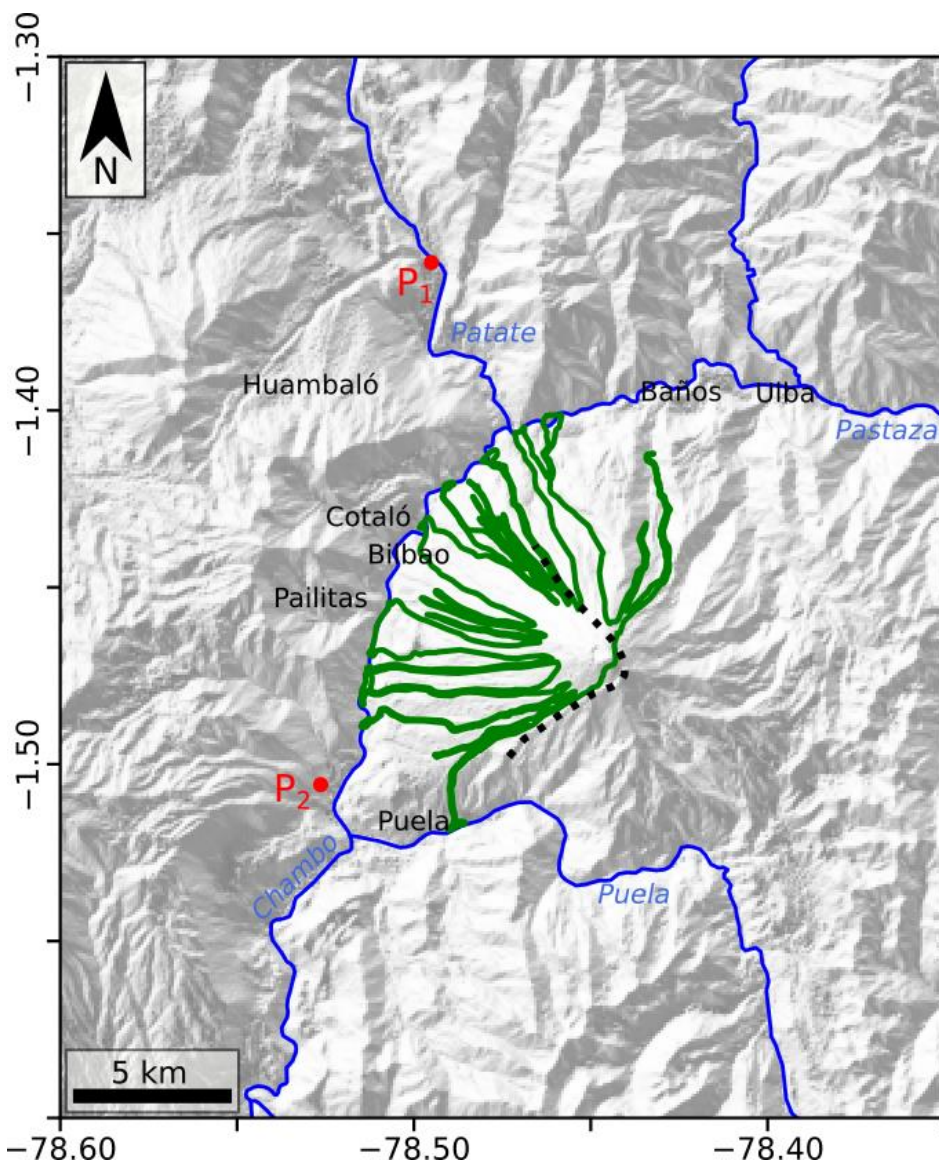 −1.30
N
P1
Patate
Huambaló
−1.40
Baños
Ulba
Pastaza
Cotaló
Bilbao
Pailitas
−1.50
P2
Puela
Chambo
Puela
5 km
−78.60
−78.50
−78.40